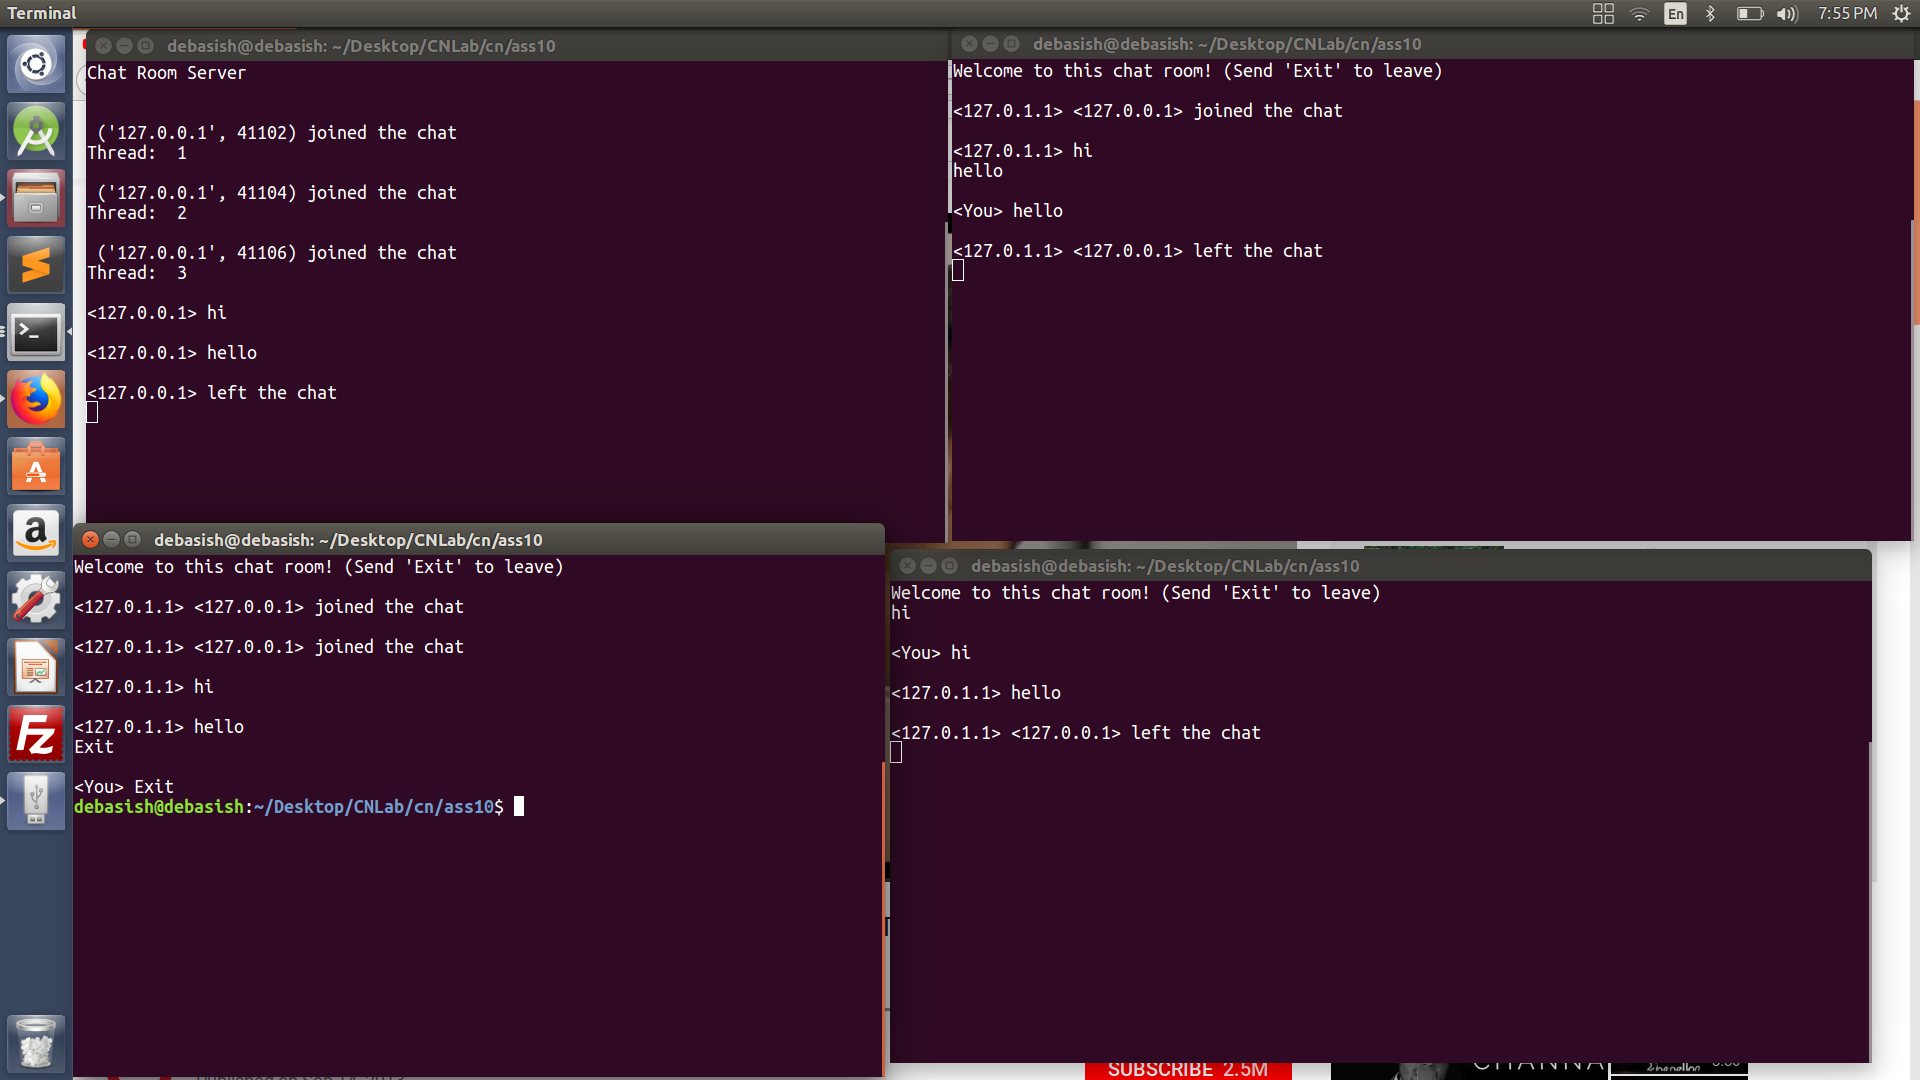 Terminal
En
7:55 PM
debasish@debasish: ~/Desktop/CNLab/cn/ass10
Chat Room Server
('127.0.0.1', 41102) joined the chat
Thread:  1
('127.0.0.1', 41104) joined the chat
Thread:  2
('127.0.0.1', 41106) joined the chat
Thread:  3
<127.0.0.1> hi
<127.0.0.1> hello
<127.0.0.1> left the chat
debasish@debasish: ~/Desktop/CNLab/cn/ass10
Welcome to this chat room! (Send 'Exit' to leave)
<127.0.1.1> <127.0.0.1> joined the chat
<127.0.1.1> hi
hello
<You> hello
<127.0.1.1> <127.0.0.1> left the chat
debasish@debasish: ~/Desktop/CNLab/cn/ass10
Welcome to this chat room! (Send 'Exit' to leave)
<127.0.1.1> <127.0.0.1> joined the chat
<127.0.1.1> <127.0.0.1> joined the chat
<127.0.1.1> hi
<127.0.1.1> hello
Exit
<You> Exit
debasish@debasish:~/Desktop/CNLab/cn/ass10$
debasish@debasish: ~/Desktop/CNLab/cn/ass10
Welcome to this chat room! (Send 'Exit' to leave)
hi
<You> hi
<127.0.1.1> hello
<127.0.1.1> <127.0.0.1> left the chat
SUBSCRIBE 2.5M